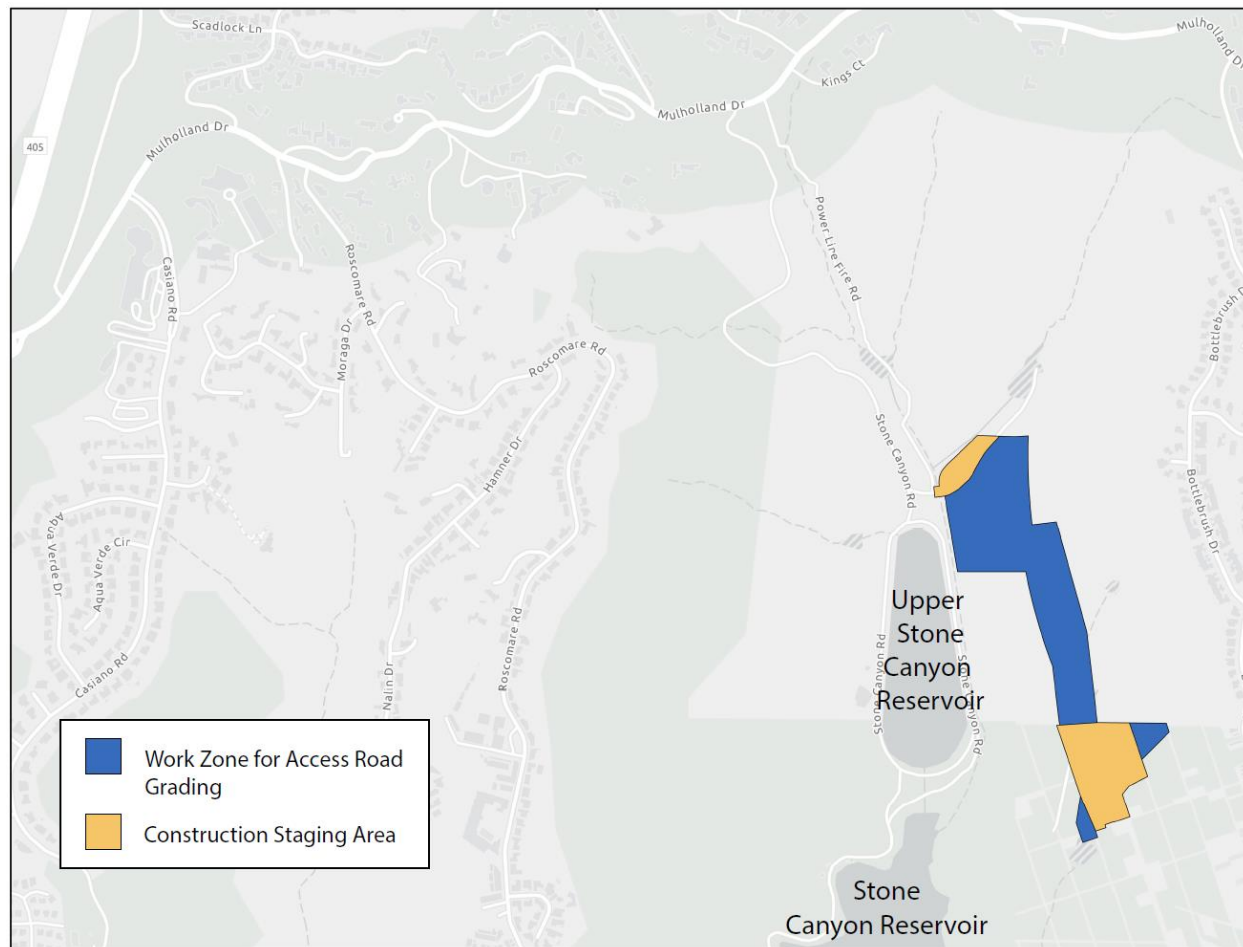 Scadlock Ln
Mulholland Dr
Kings Ct
Mulholland Dr
405
Mulholland Dr
Casiano Rd
Roscomare Rd
Power Line Fire Rd
Moraga Dr
Roscomare Rd
Bottlebrush D
Stone Canyon Rd
Hamner Dr
Bottlebrush Dr
Aqua Verde Dr
Aqua Verde Cir
Upper
Stone
Canyon
Reservoir
Stone Canyon Rd
Stone Canyon Rd
Roscomare Rd
Nalin Dr
Casiano Rd
Work Zone for Access Road
Grading
Construction Staging Area
Stone
Canyon Reservoir